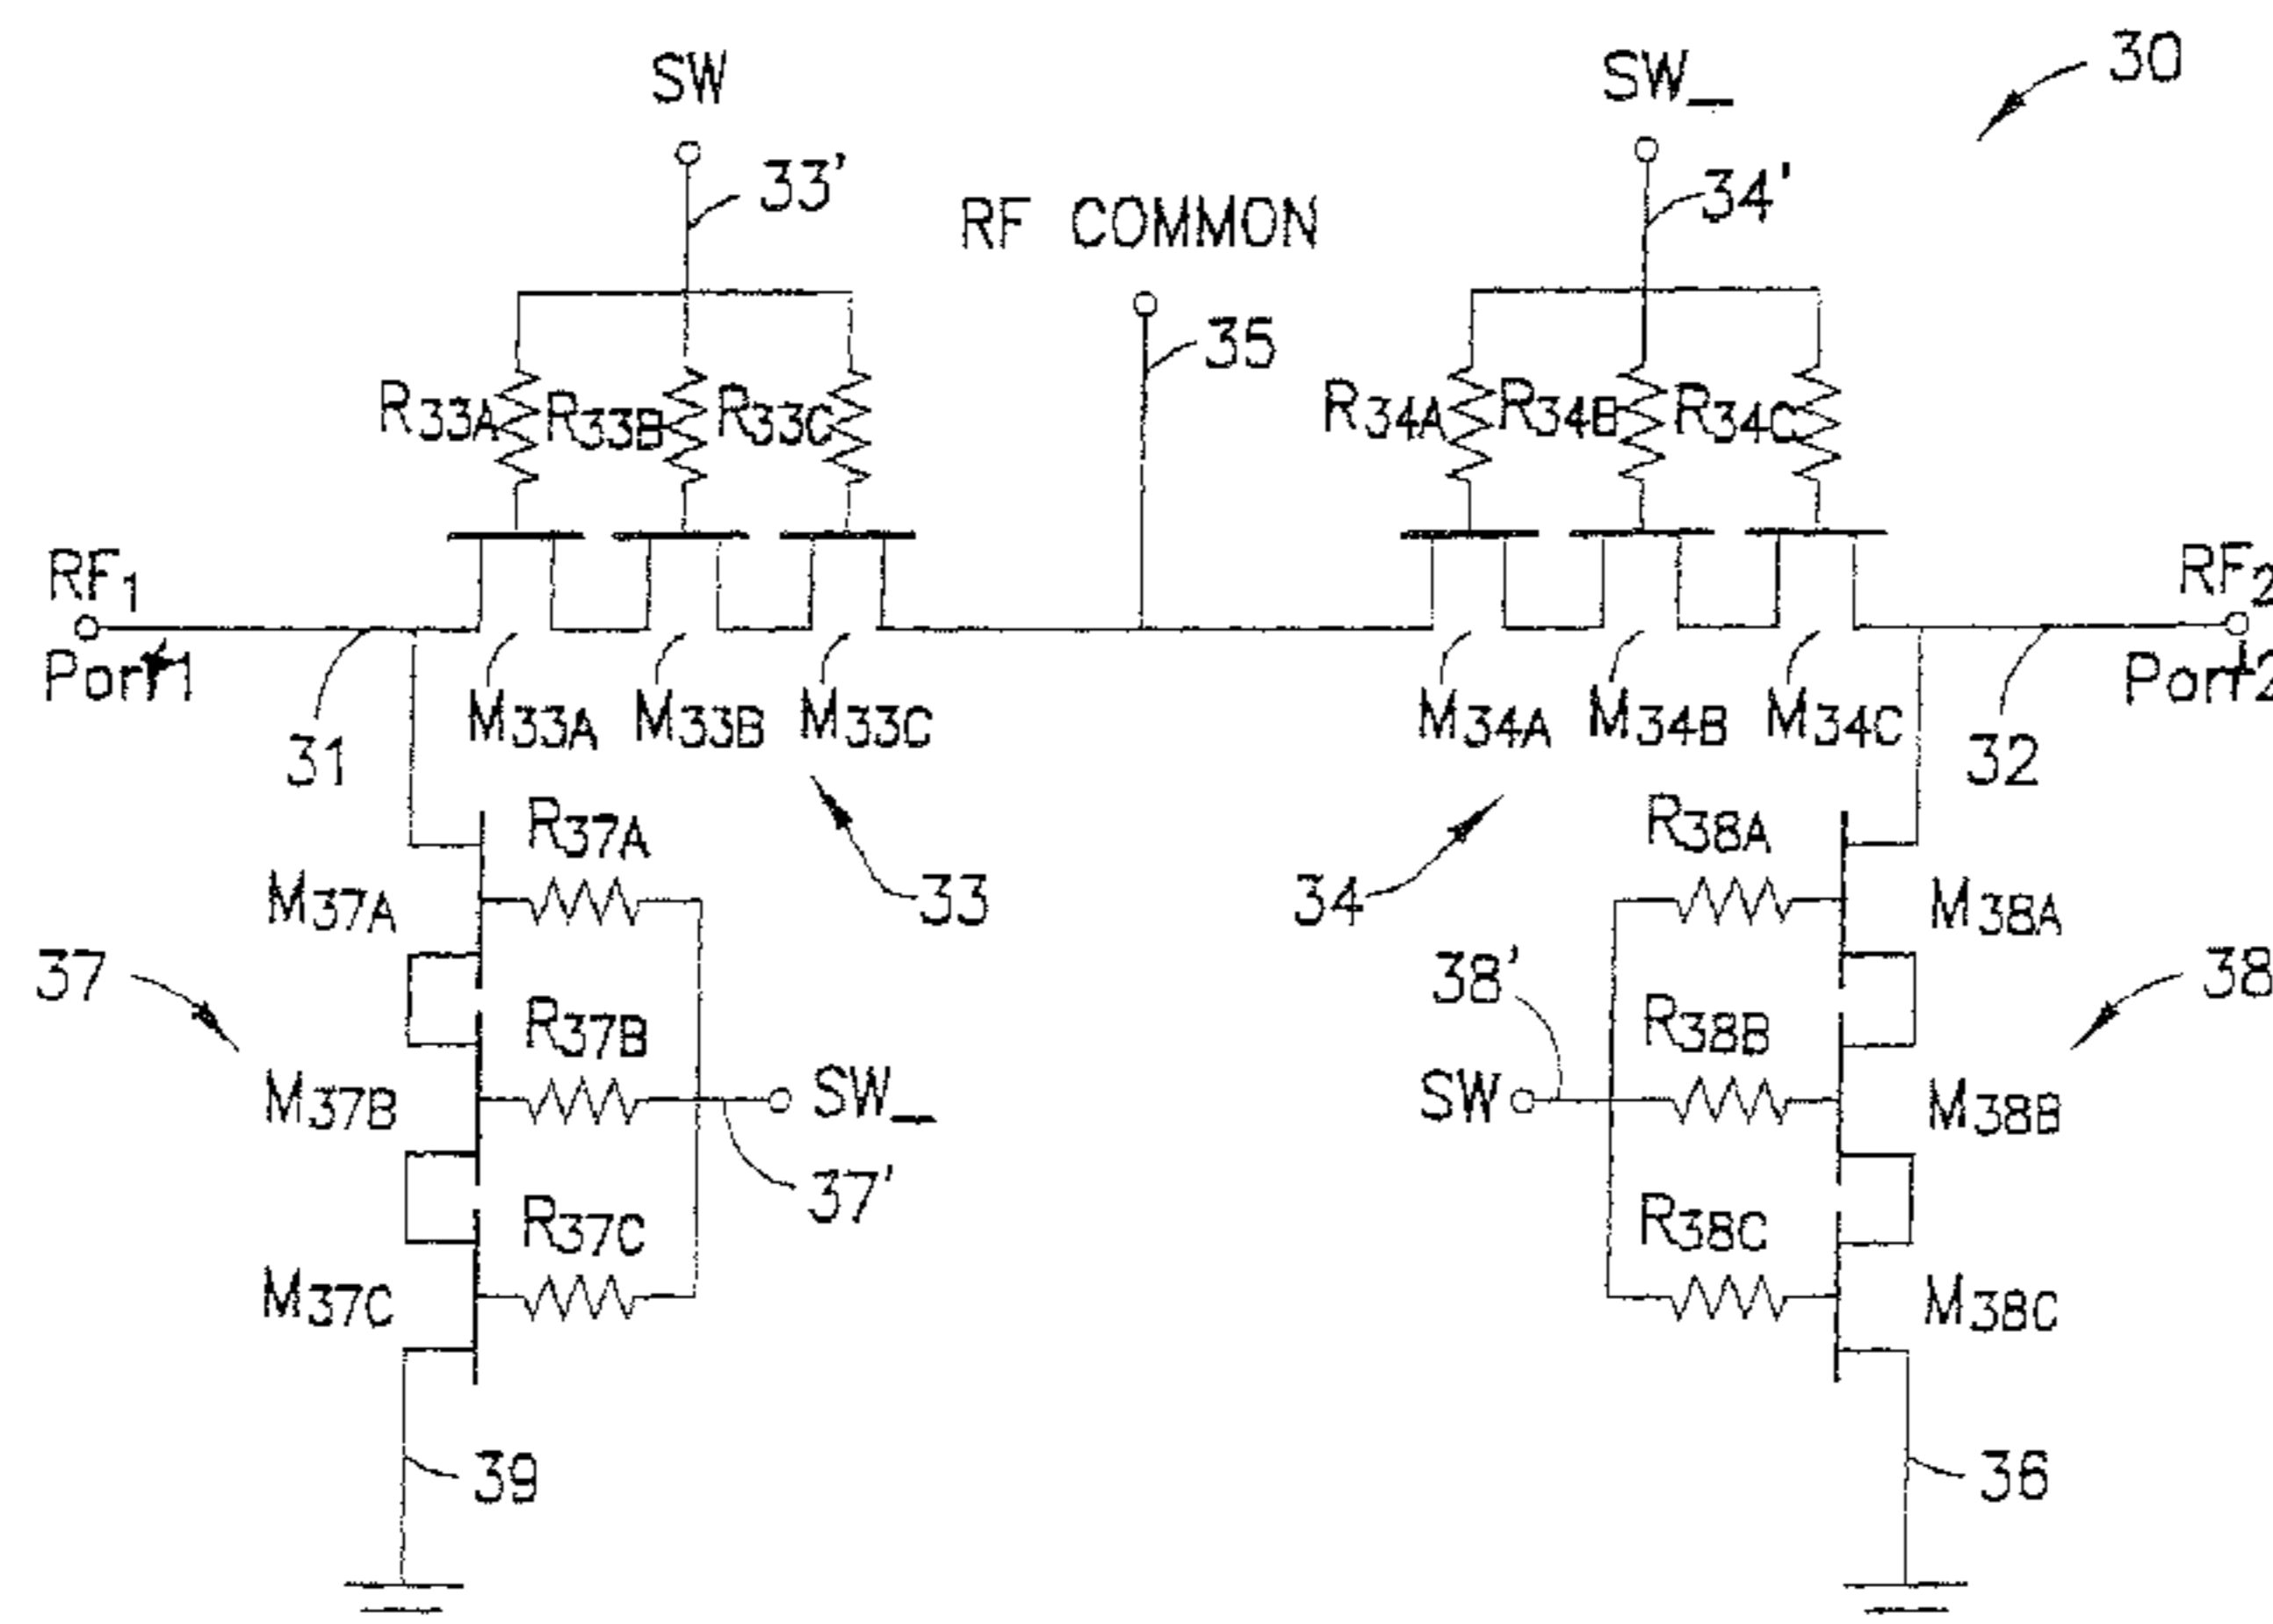 SW
SW_
30
33'
34'
RF COMMON
35
R33A
R33B
R33C
R34A
R34B
R34C
RF1
RF2
Port1
Port2
M33A
M33B
M33C
M34A
M34B
M34C
31
32
R37A
R38A
M37A
33
34
M38A
37
38'
38
R37B
R38B
M37B
SW_
SW
M38B
37'
R37C
R38C
M37C
M38C
39
36